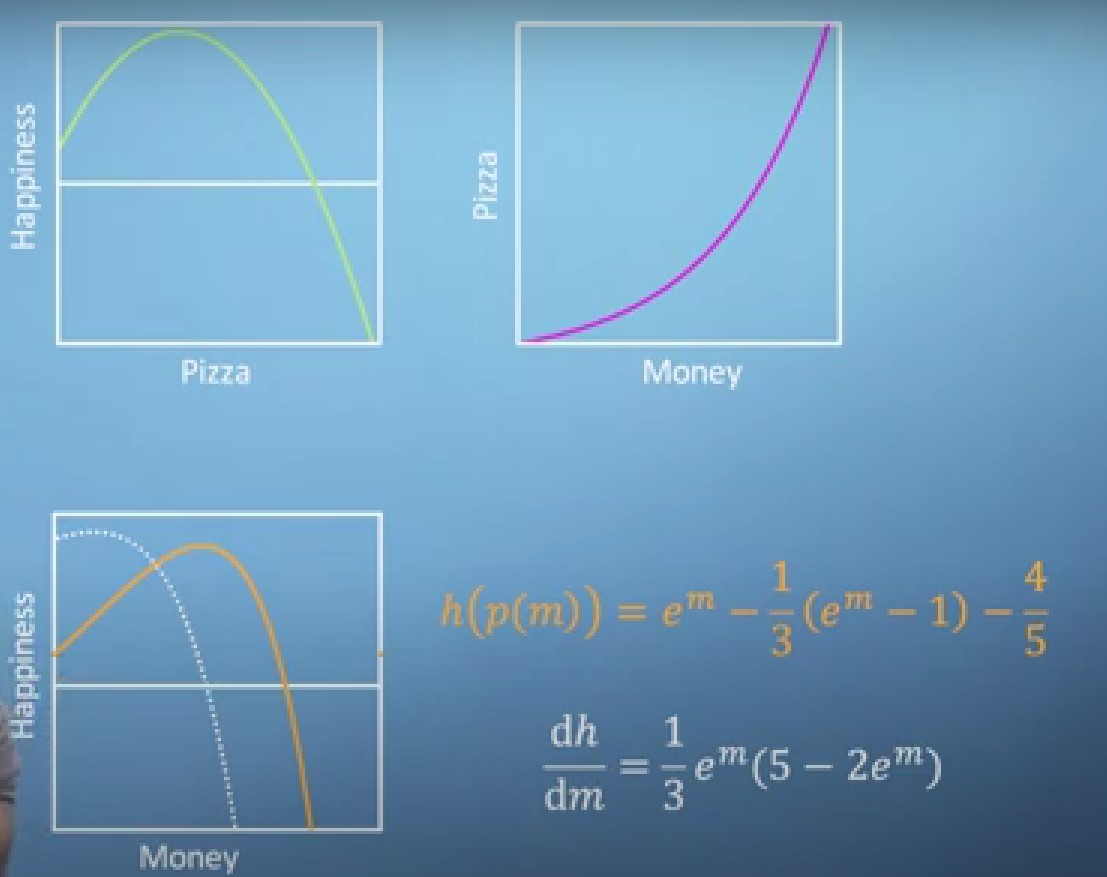 Happiness
Pizza
Pizza
Money
Happiness
Money
h(p(m)) = e^m − 1/3 (e^m − 1) − 4/5
dh/dm = 1/3 e^m(5 − 2e^m)